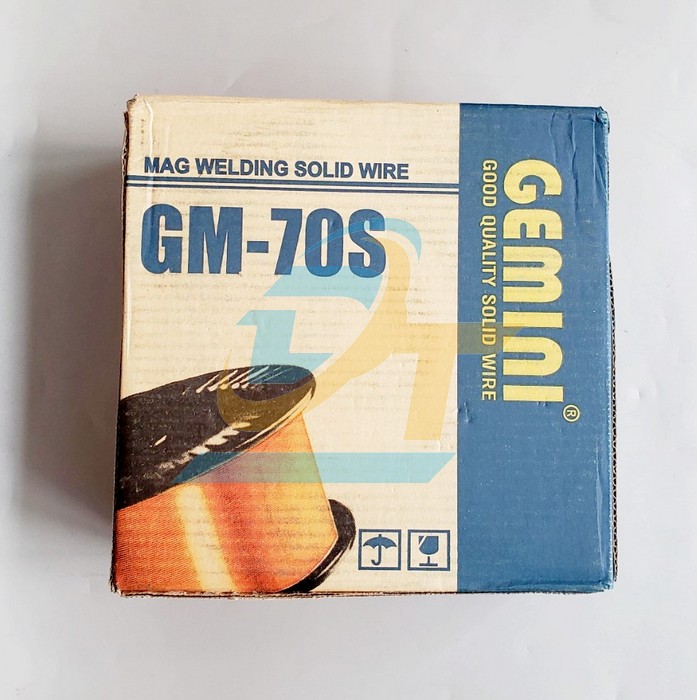 MAG WELDING SOLID WIRE
GM-70S
GEMINI®
GOOD QUALITY SOLID WIRE